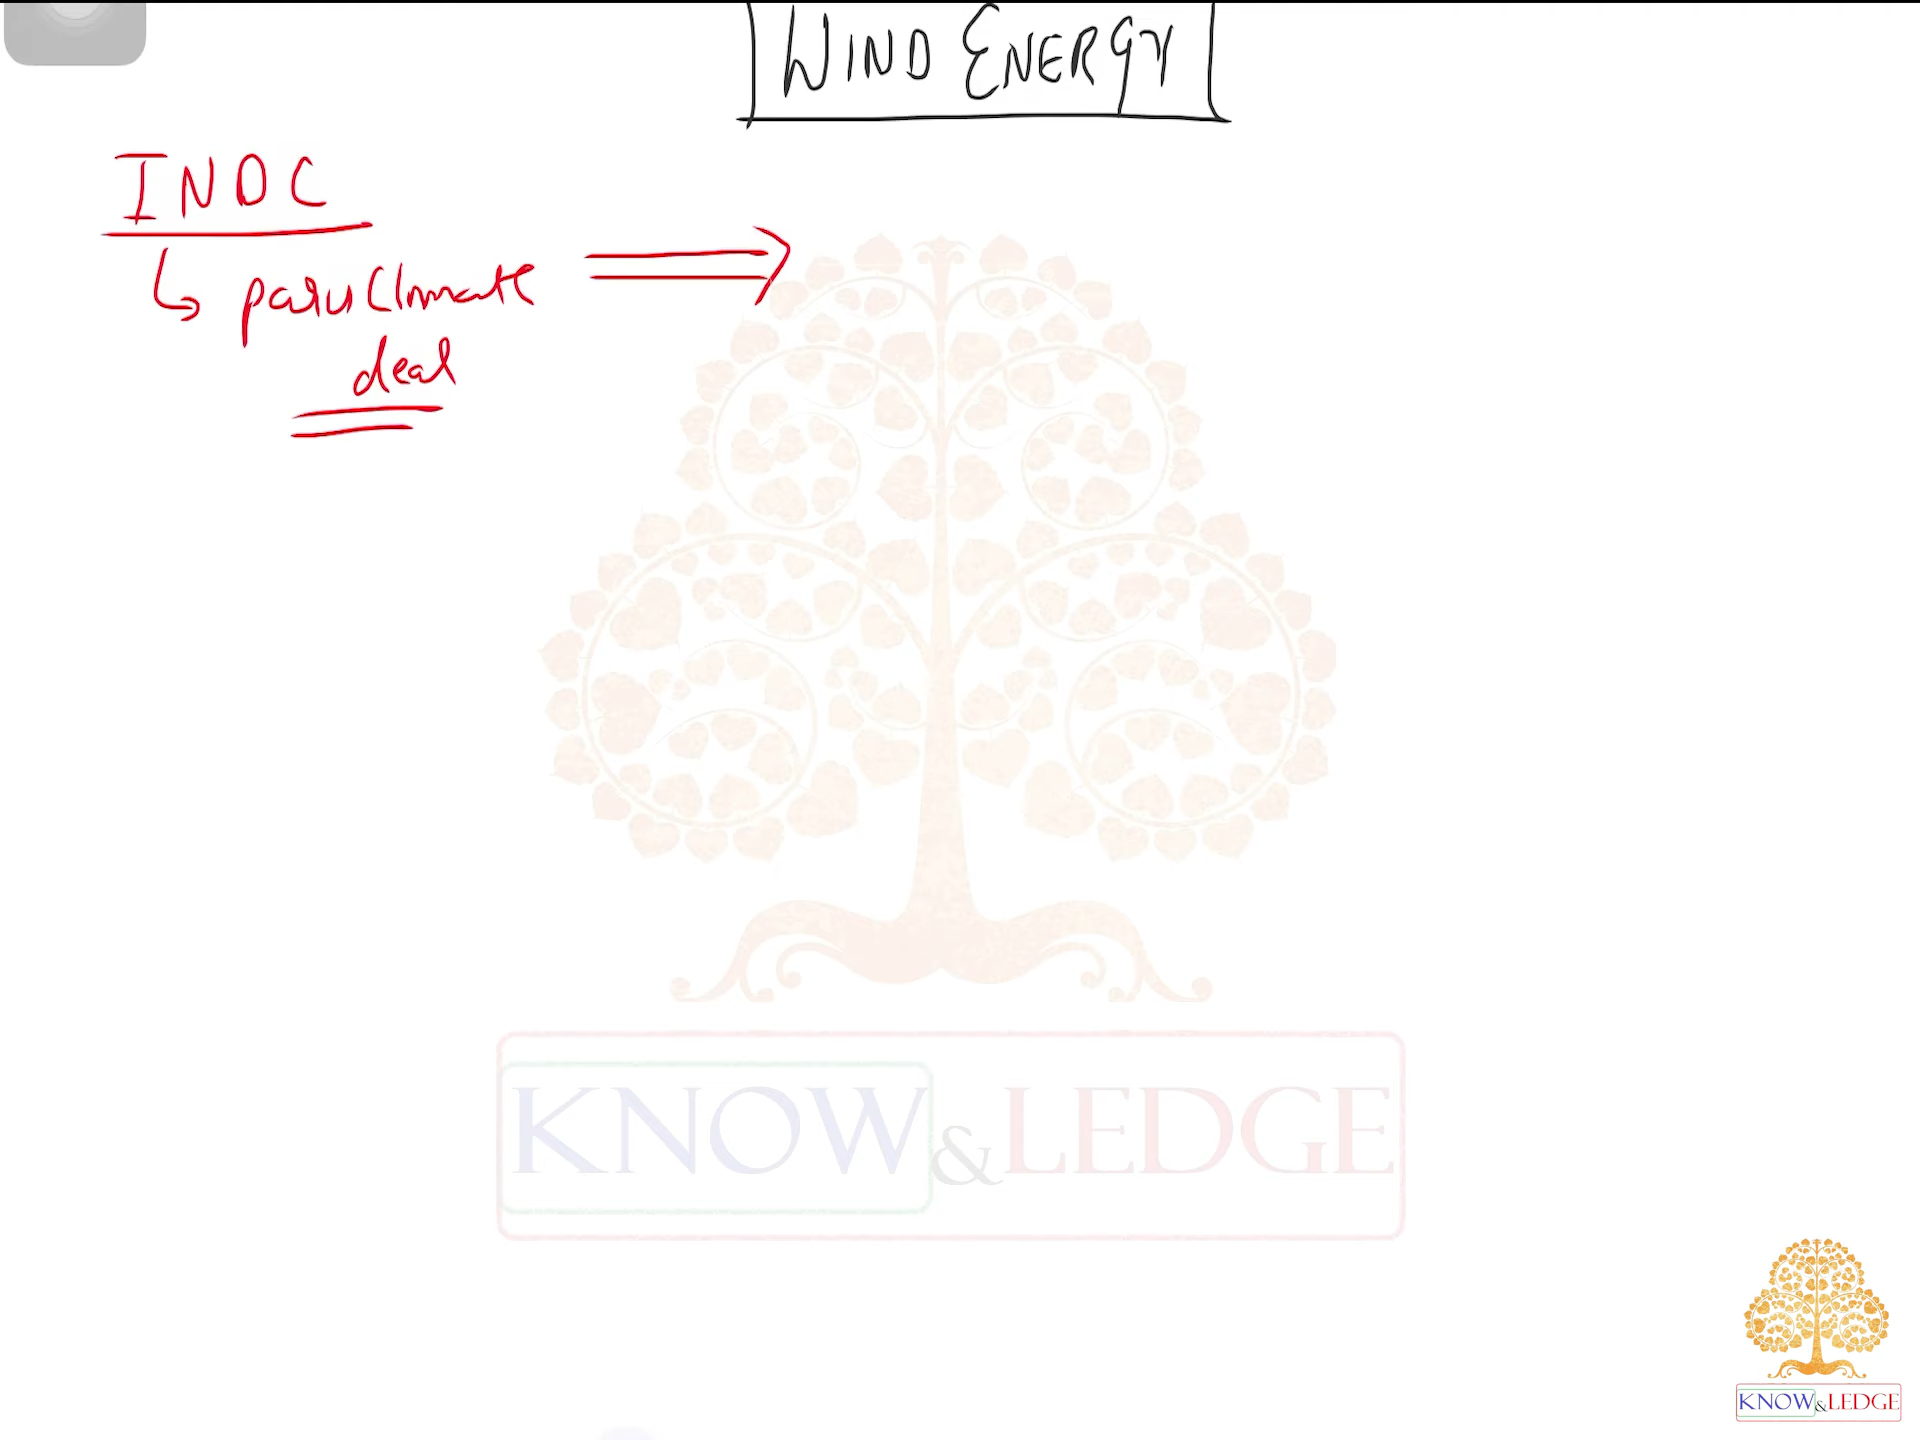 WIND ENERGY
INDC
↳ paris Climate
deal
KNOW&LEDGE
KNOW&LEDGE